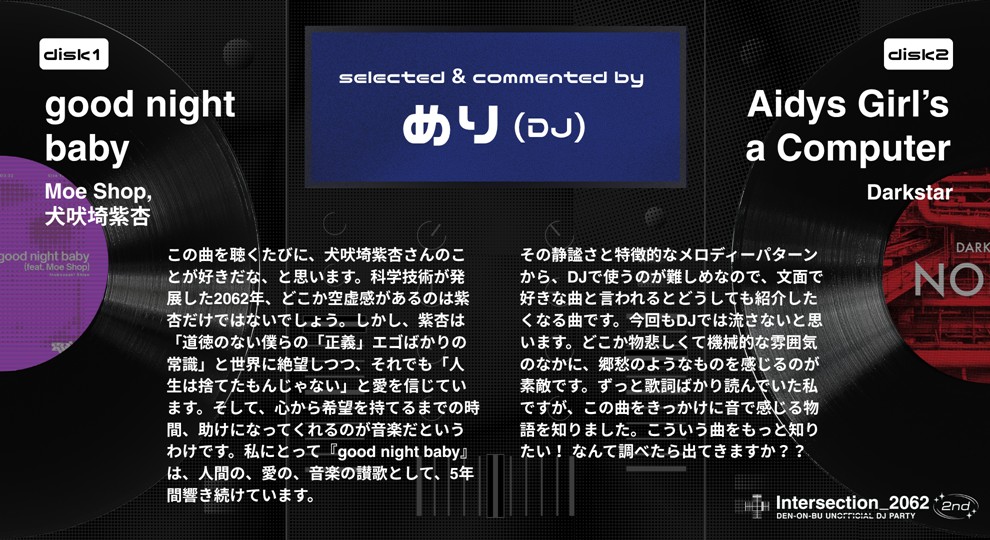 disk1
good night
baby
Moe Shop,
犬吠埼紫杏
selected & commented by
めり (DJ)
disk2
Aidys Girl's
a Computer
Darkstar
good night baby
(feat. Moe Shop)
この曲を聴くたびに、犬吠埼紫杏さんのこ
とが好きだな、と思います。科学技術が発
展した2062年、どこか空虚感があるのは紫
杏だけではないでしょう。しかし、紫杏は
「道徳のない僕らの「正義」エゴばかりの
常識」と世界に絶望しつつ、それでも「人
生は捨てたもんじゃない」と愛を信じてい
ます。そして、心から希望を持てるまでの時
間、助けになってくれるのが音楽だという
わけです。私にとって『good night baby』
は、人間の、愛の、音楽の讃歌として、5年
間響き続けています。
その静謐さと特徴的なメロディーパターン
から、DJで使うのが難しめなので、文面で
好きな曲と言われるとどうしても紹介した
くなる曲です。今回もDJでは流さないと思
います。どこか物悲しくて機械的な雰囲気
のなかに、郷愁のようなものを感じるのが
素敵です。ずっと歌詞ばかり読んでいた私
ですが、この曲をきっかけに音で感じる物
語を知りました。こういう曲をもっと知り
たい！ なんて調べたら出てきますか？？
DARK
NO
Intersection_2062
DEN-ON-BU UNOFFICIAL DJ PARTY
2nd